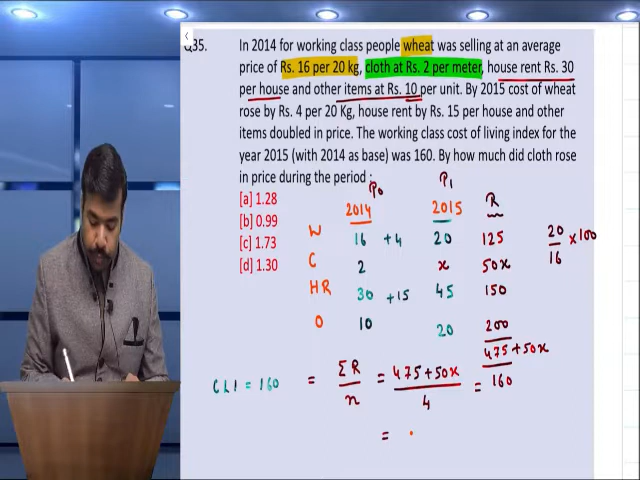 Q35. In 2014 for working class people wheat was selling at an average
price of Rs. 16 per 20 kg, cloth at Rs. 2 per meter, house rent Rs. 30
per house and other items at Rs. 10 per unit. By 2015 cost of wheat
rose by Rs. 4 per 20 Kg, house rent by Rs. 15 per house and other
items doubled in price. The working class cost of living index for the
year 2015 (with 2014 as base) was 160. By how much did cloth rose
in price during the period :
[a] 1.28
[b] 0.99
[c] 1.73
[d] 1.30
P0 P1
2014 2015 R
W 16 +4 20 125 20/16 ×100
C 2 x 50x
HR 30 +15 45 150
O 10 20 200
475+50x
CLI = 160 = ΣR/n = 475+50x/4 = 160
=